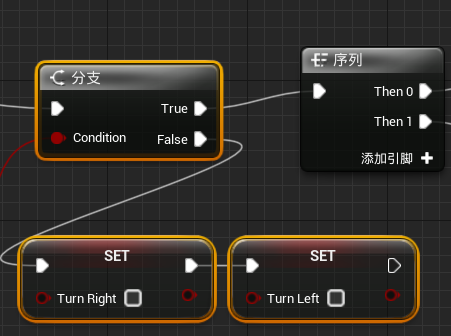 分支
True
Condition
False
序列
Then 0
Then 1
添加引脚
SET
Turn Right
SET
Turn Left